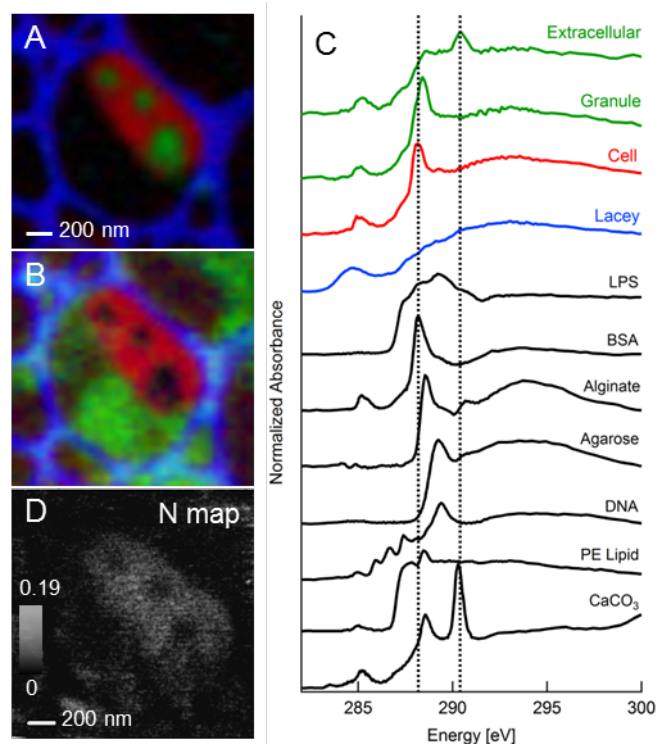 A
200 nm
B
D
N map
0.19
0
200 nm
C
Extracellular
Granule
Cell
Lacey
LPS
BSA
Alginate
Agarose
DNA
PE Lipid
CaCO₃
Normalized Absorbance
285
290
295
300
Energy [eV]